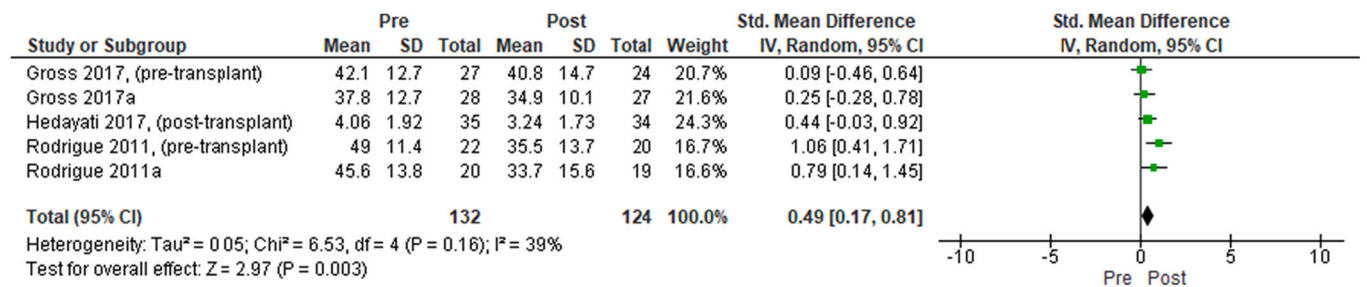 Pre Post Std. Mean Difference Std. Mean Difference
Study or Subgroup Mean SD Total Mean SD Total Weight IV, Random, 95% CI IV, Random, 95% CI
Gross 2017, (pre-transplant) 42.1 12.7 27 40.8 14.7 24 20.7% 0.09 [-0.46, 0.64]
Gross 2017a 37.8 12.7 28 34.9 10.1 27 21.6% 0.25 [-0.28, 0.78]
Hedayati 2017, (post-transplant) 4.06 1.92 35 3.24 1.73 34 24.3% 0.44 [-0.03, 0.92]
Rodrigue 2011, (pre-transplant) 49 11.4 22 35.5 13.7 20 16.7% 1.06 [0.41, 1.71]
Rodrigue 2011a 45.6 13.8 20 33.7 15.6 19 16.6% 0.79 [0.14, 1.45]
Total (95% CI) 132 124 100.0% 0.49 [0.17, 0.81]
Heterogeneity: Tau² = 0 05; Chi² = 6.53, df = 4 (P = 0.16); I² = 39%
Test for overall effect: Z = 2.97 (P = 0.003)
-10 -5 0 5 10
Pre Post